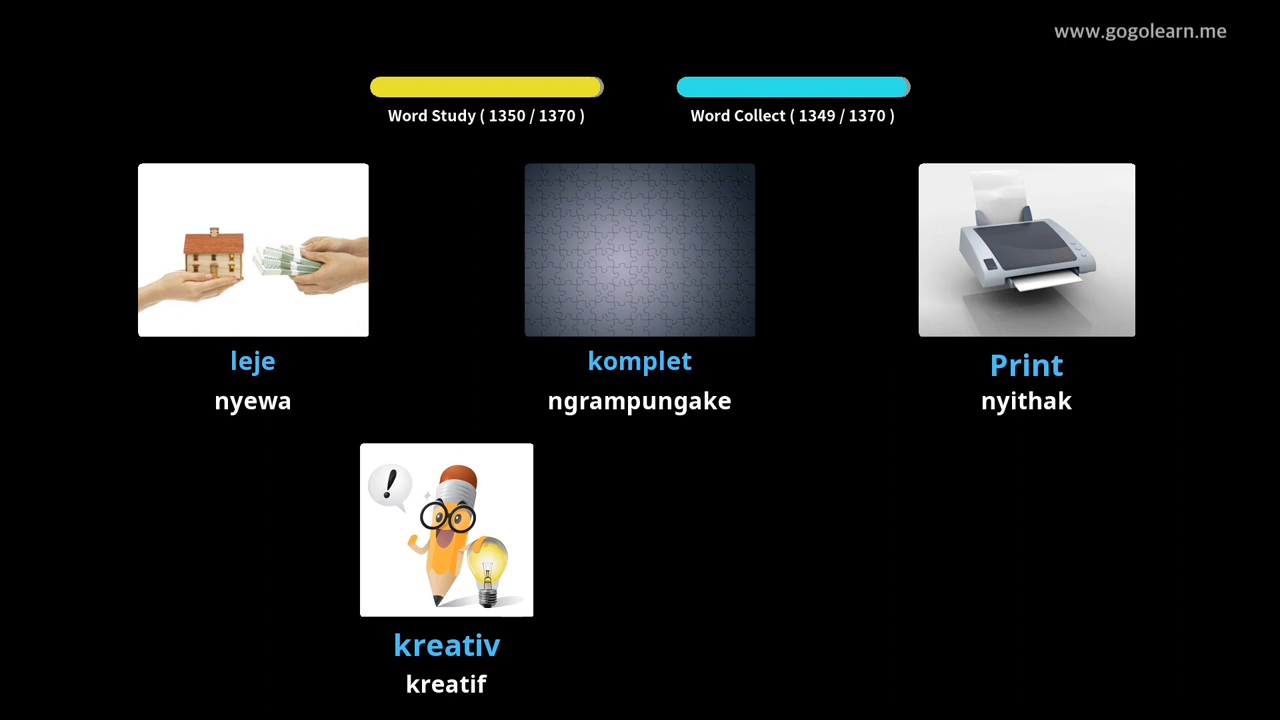 www.gogolearn.me
Word Study ( 1350 / 1370 )
Word Collect ( 1349 / 1370 )
leje
nyewa
komplet
ngrampungake
Print
nyithak
!
kreativ
kreatif